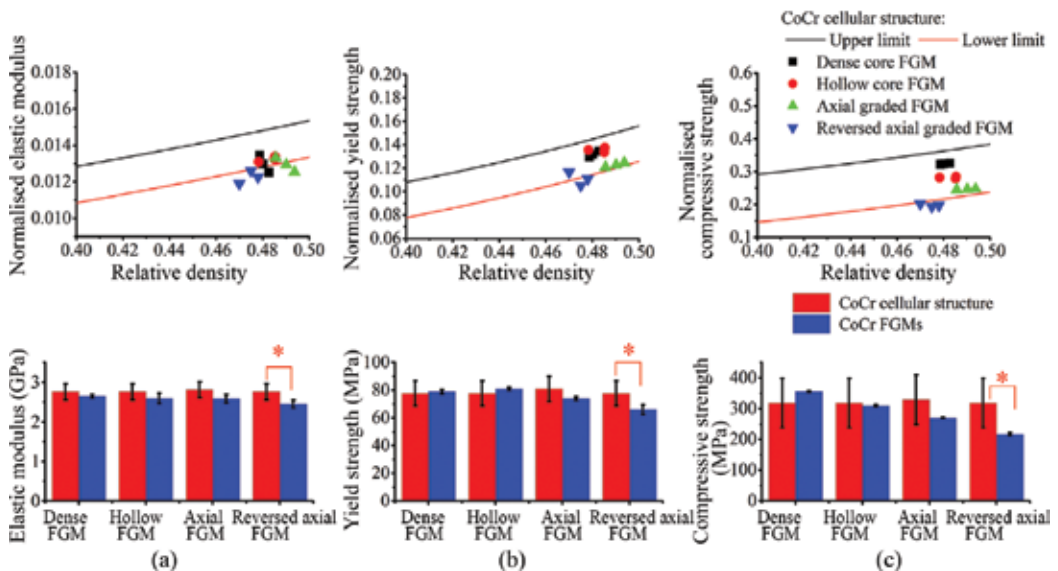 CoCr cellular structure:
Upper limit
Lower limit
Dense core FGM
Hollow core FGM
Axial graded FGM
Reversed axial graded FGM
Normalised elastic modulus
0.018
0.016
0.014
0.012
0.010
0.40 0.42 0.44 0.46 0.48 0.50
Relative density
Normalised yield strength
0.20
0.18
0.16
0.14
0.12
0.10
0.08
0.06
0.40 0.42 0.44 0.46 0.48 0.50
Relative density
Normalised
compressive strength
0.6
0.5
0.4
0.3
0.2
0.1
0.40 0.42 0.44 0.46 0.48 0.50
Relative density
CoCr cellular structure
CoCr FGMs
Elastic modulus (GPa)
3
2
1
0
*
Dense Hollow Axial Reversed axial
FGM FGM FGM FGM
(a)
Yield strength (MPa)
100
80
60
40
20
0
*
Dense Hollow Axial Reversed axial
FGM FGM FGM FGM
(b)
Compressive strength
(MPa)
400
300
200
100
0
*
Dense Hollow Axial Reversed axial
FGM FGM FGM FGM
(c)